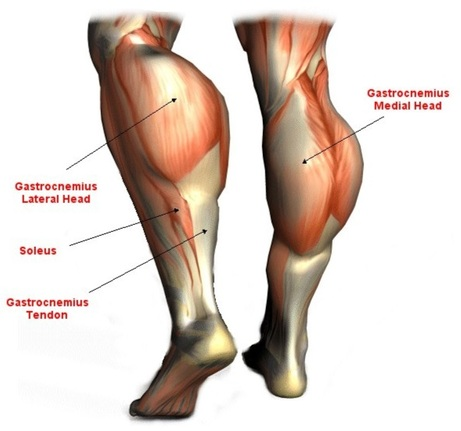 Gastrocnemius
Medial Head
Gastrocnemius
Lateral Head
Soleus
Gastrocnemius
Tendon